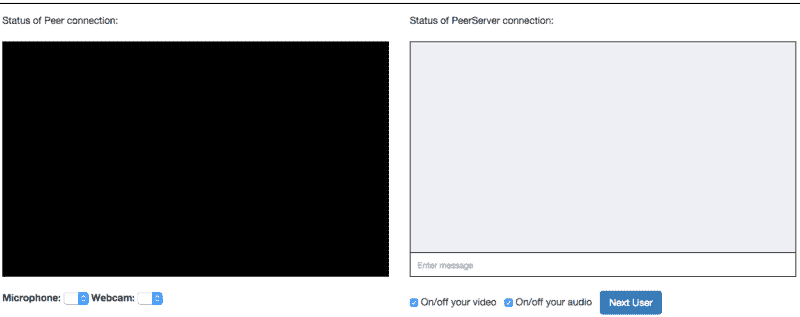 Status of Peer connection:
Status of PeerServer connection:
Enter message
Microphone: Webcam:
On/off your video On/off your audio Next User